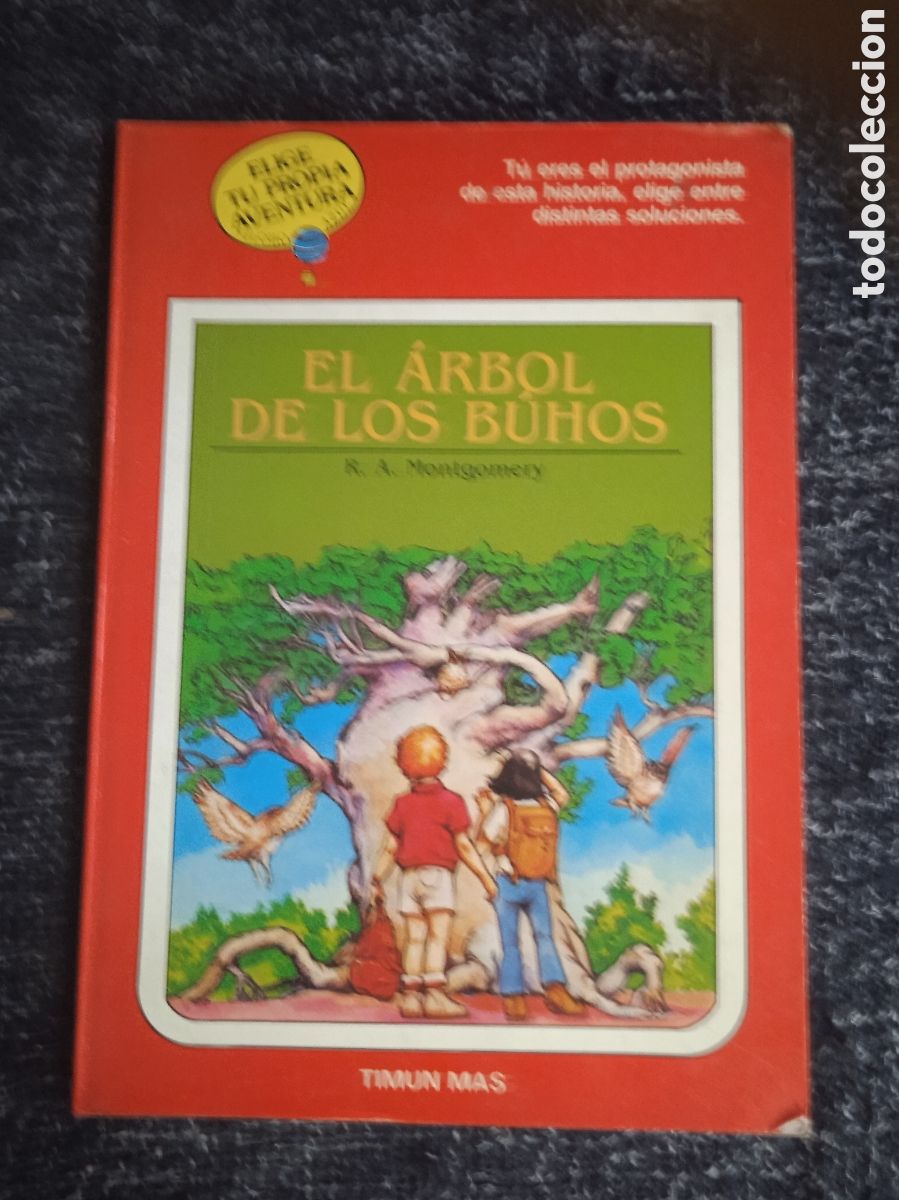 ELIGE
TU PROPIA
AVENTURA
Tú eres el protagonista
de esta historia, elige entre
distintas soluciones.
EL ÁRBOL
DE LOS BÚHOS
R. A. Montgomery
TIMUN MAS
todocoleccion